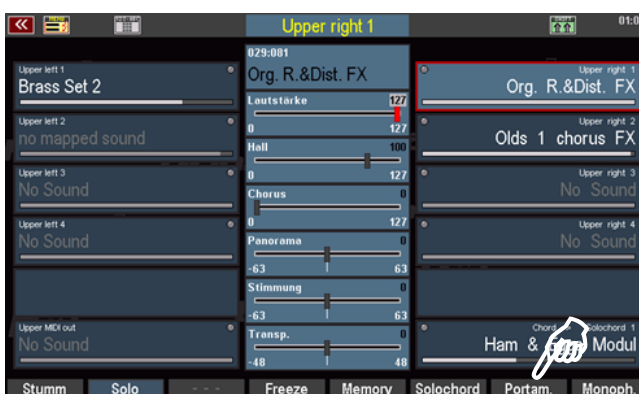 Upper right 1
01:0
029:081
Org. R.&Dist. FX
Upper left 1
Brass Set 2
Upper left 2
no mapped sound
Upper left 3
No Sound
Upper left 4
No Sound
Upper MIDI out
No Sound
Lautstärke 127
0 127
Hall 100
0 127
Chorus 0
0 127
Panorama 0
-63 63
Stimmung 0
-63 63
Transp. 0
-48 48
Upper right 1
Org. R.&Dist. FX
Upper right 2
Olds 1 chorus FX
Upper right 3
No Sound
Upper right 4
No Sound
Chord Solochord 1
Ham & Modul
Stumm Solo - - - Freeze Memory Solochord Portam. Monoph.